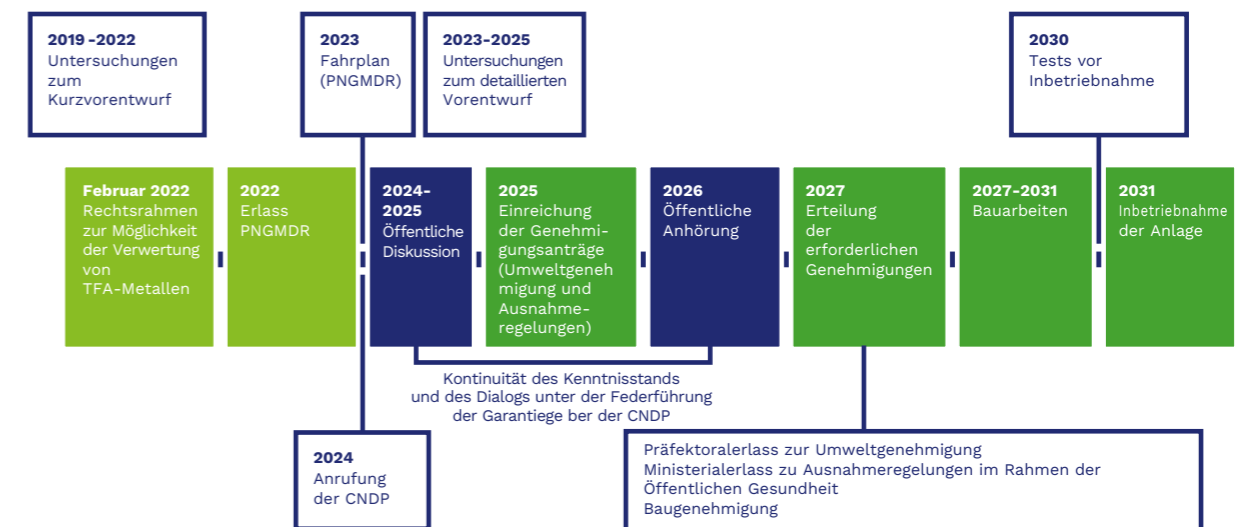 2019-2022
Untersuchungen
zum
Kurzvorentwurf
2023
Fahrplan
(PNGMDR)
2023-2025
Untersuchungen
zum detaillierten
Vorentwurf
2030
Tests vor
Inbetriebnahme
Februar 2022
Rechtsrahmen
zur Möglichkeit
der Verwertung
von
TFA-Metallen
2022
Erlass
PNGMDR
2024-
2025
Öffentliche
Diskussion
2025
Einreichung
der Genehmi-
gungsanträge
(Umweltgeneh
migung und
Ausnahme-
regelungen)
2026
Öffentliche
Anhörung
2027
Erteilung
der
erforderlichen
Genehmigungen
2027-2031
Bauarbeiten
2031
Inbetriebnahme
der Anlage
Kontinuität des Kenntnisstands
und des Dialogs unter der Federführung
der Garantiege ber der CNDP
2024
Anrufung
der CNDP
Präfektoralerlass zur Umweltgenehmigung
Ministerialerlass zu Ausnahmeregelungen im Rahmen der
Öffentlichen Gesundheit
Baugenehmigung